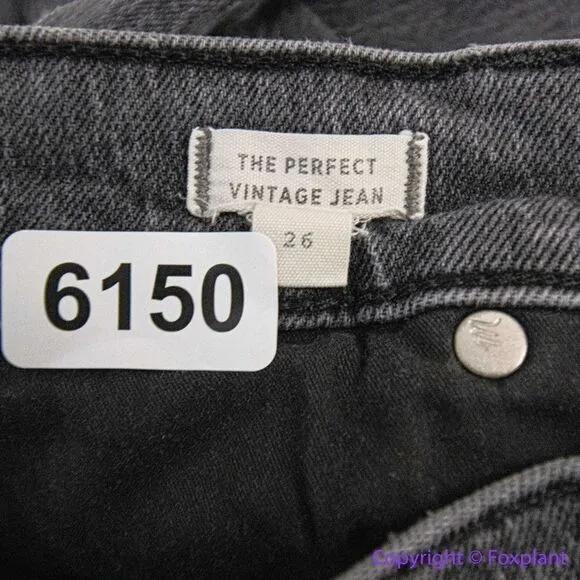 THE PERFECT
VINTAGE JEAN
26
6150
Copyright © Foxplant